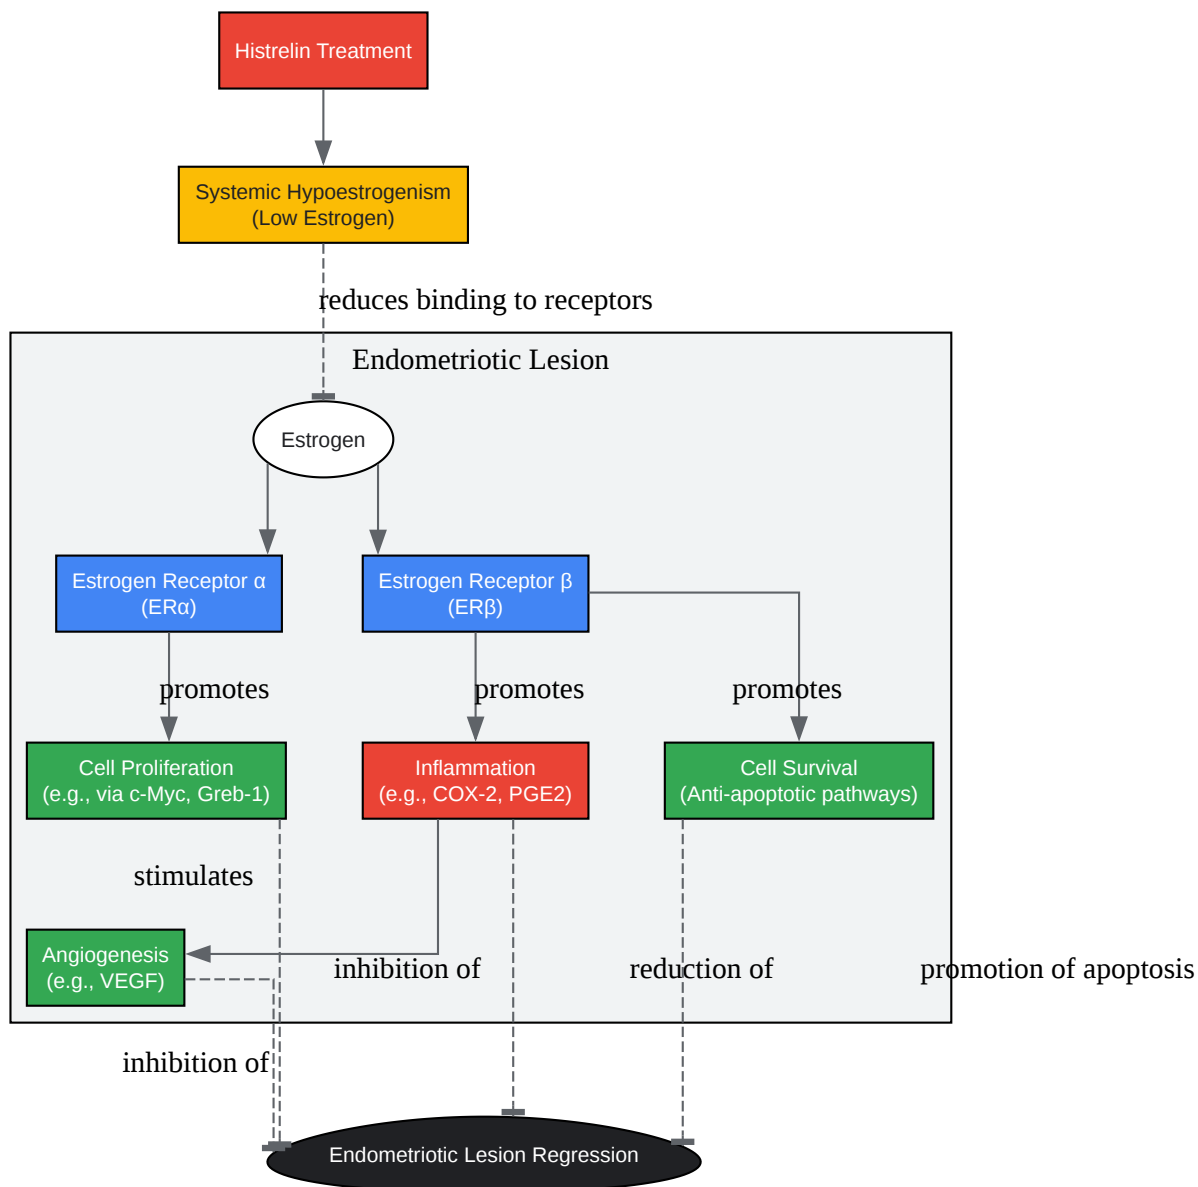 Histrelin Treatment
Systemic Hypoestrogenism
(Low Estrogen)
reduces binding to receptors
Endometriotic Lesion
Estrogen
Estrogen Receptor α
(ERα)
Estrogen Receptor β
(ERβ)
promotes
promotes
promotes
Cell Proliferation
(e.g., via c-Myc, Greb-1)
Inflammation
(e.g., COX-2, PGE2)
Cell Survival
(Anti-apoptotic pathways)
stimulates
Angiogenesis
(e.g., VEGF)
inhibition of
reduction of
promotion of apoptosis
inhibition of
Endometriotic Lesion Regression